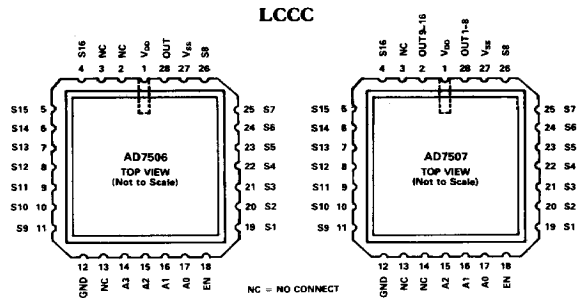 LCCC
S16 NC NC VDD OUT VSS S8
4 3 2 1 28 27 26
S15 5
S14 6
S13 7
S12 8
S11 9
S10 10
S9 11
AD7506
TOP VIEW
(Not to Scale)
25 S7
24 S6
23 S5
22 S4
21 S3
20 S2
19 S1
12 13 14 15 16 17 18
GND NC A3 A2 A1 A0 EN
S16 NC OUT9-16 VDD OUT1-8 VSS S8
4 3 2 1 28 27 26
S15 5
S14 6
S13 7
S12 8
S11 9
S10 10
S9 11
AD7507
TOP VIEW
(Not to Scale)
25 S7
24 S6
23 S5
22 S4
21 S3
20 S2
19 S1
12 13 14 15 16 17 18
GND NC NC A2 A1 A0 EN
NC = NO CONNECT